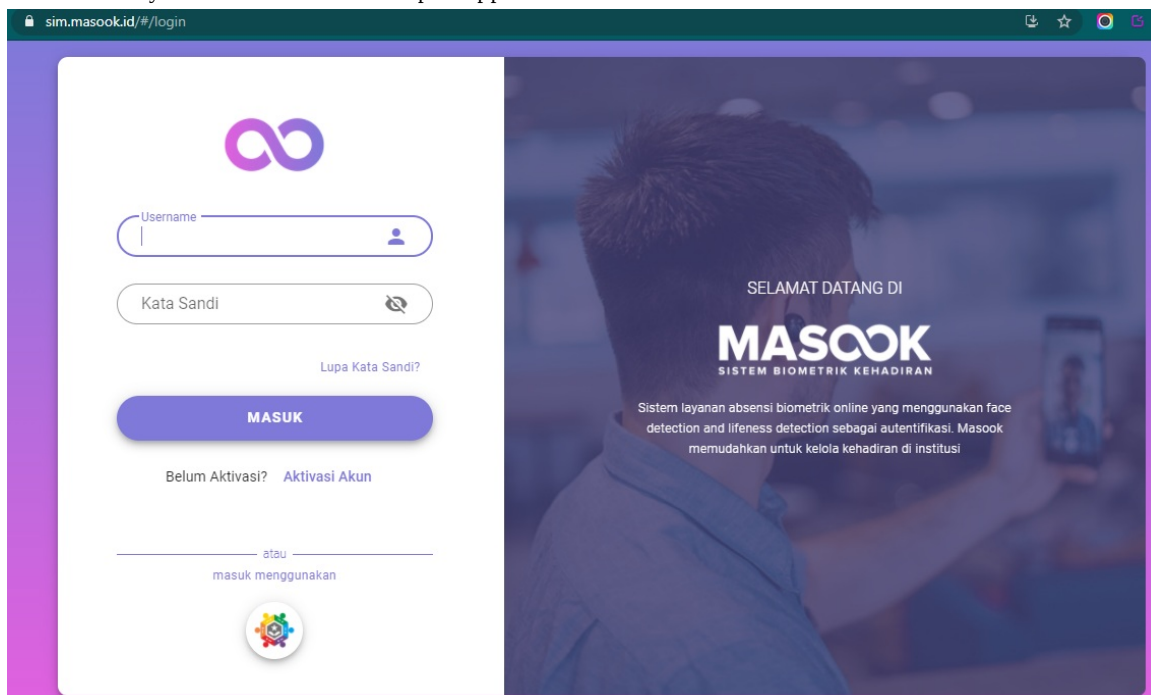 sim.masook.id/#/login
Username
Kata Sandi
Lupa Kata Sandi?
MASUK
Belum Aktivasi? Aktivasi Akun
atau
masuk menggunakan
SELAMAT DATANG DI
MASOOK
SISTEM BIOMETRIK KEHADIRAN
Sistem layanan absensi biometrik online yang menggunakan face
detection and lifeness detection sebagai autentifikasi. Masook
memudahkan untuk kelola kehadiran di institusi